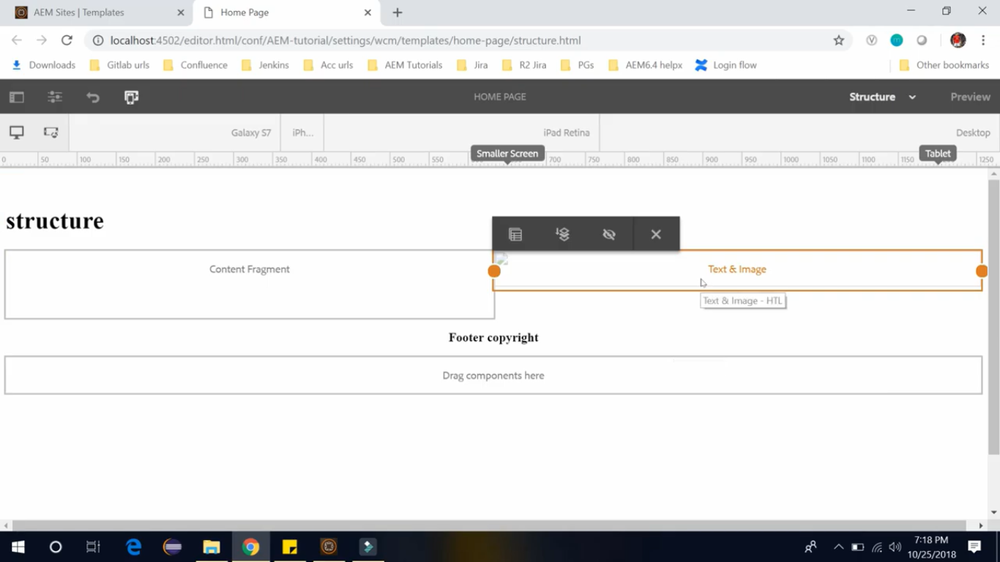 AEM Sites | Templates
Home Page
localhost:4502/editor.html/conf/AEM-tutorial/settings/wcm/templates/home-page/structure.html
Downloads Gitlab urls Confluence Jenkins Acc urls AEM Tutorials Jira R2 Jira PGs AEM6.4 helpx Login flow Other bookmarks
HOME PAGE Structure Preview
Galaxy S7 iPh... iPad Retina Desktop
Smaller Screen Tablet
0 50 100 150 200 250 300 350 400 450 500 550 700 750 800 850 900 950 1000 1050 1100 1150 1250
structure
Content Fragment
Text & Image
Text & Image - HTL
Footer copyright
Drag components here
7:18 PM
10/25/2018